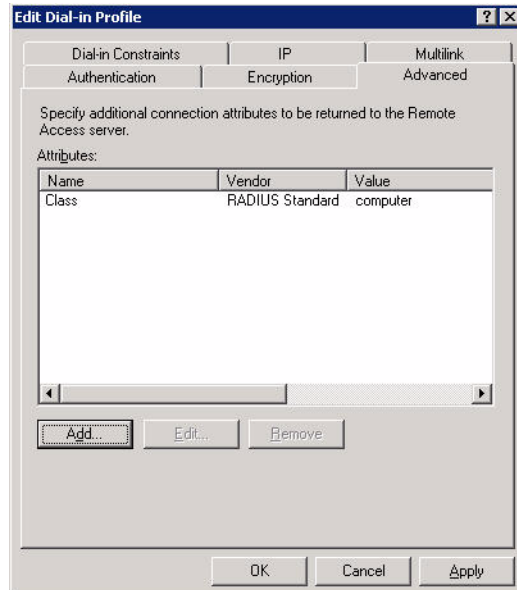 Edit Dial-in Profile
Dial-in Constraints IP Multilink
Authentication Encryption Advanced
Specify additional connection attributes to be returned to the Remote
Access server.
Attributes:
Name Vendor Value
Class RADIUS Standard computer
Add... Edit... Remove
OK Cancel Apply